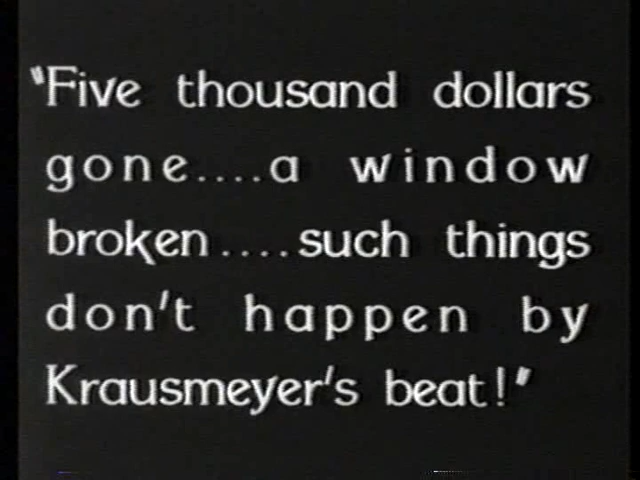 "Five thousand dollars
gone....a window
broken....such things
don't happen by
Krausmeyer's beat!"